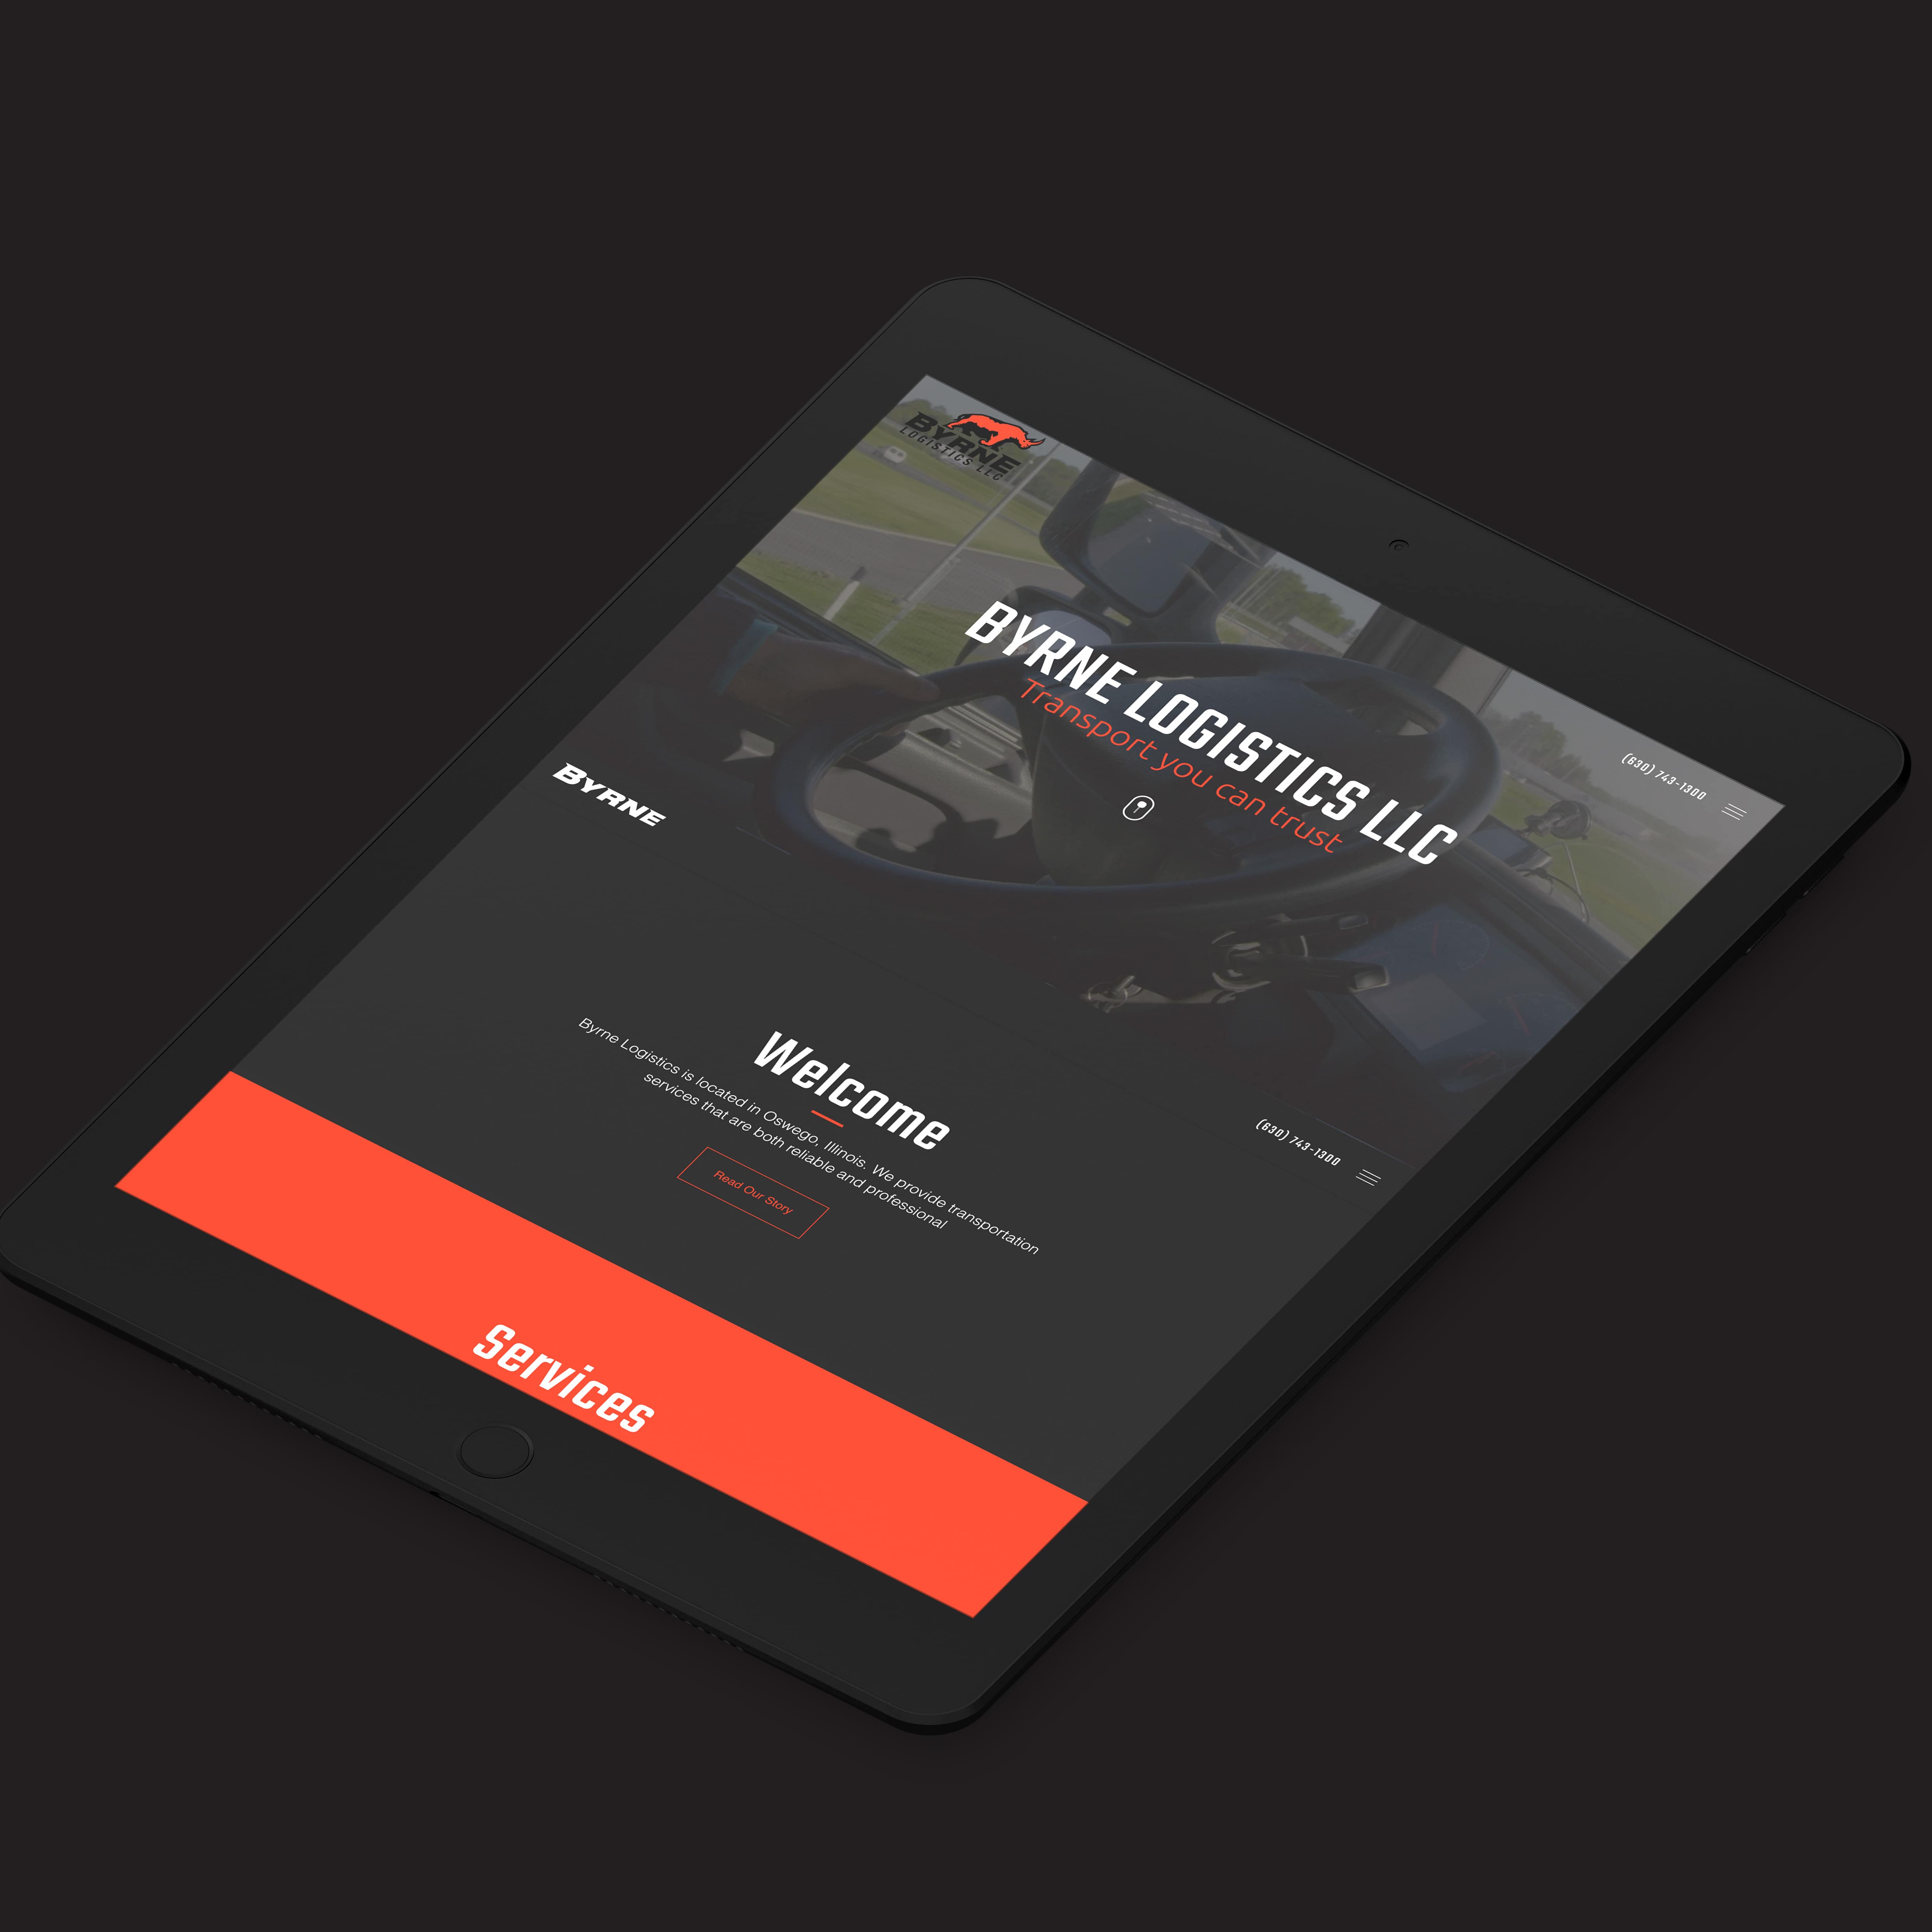 BYRNE
LOGISTICS LLC
(630) 743-1300
BYRNE LOGISTICS LLC
Transport you can trust
BYRNE
(630) 743-1300
Welcome
Byrne Logistics is located in Oswego, Illinois. We provide transportation
services that are both reliable and professional
Read Our Story
Services